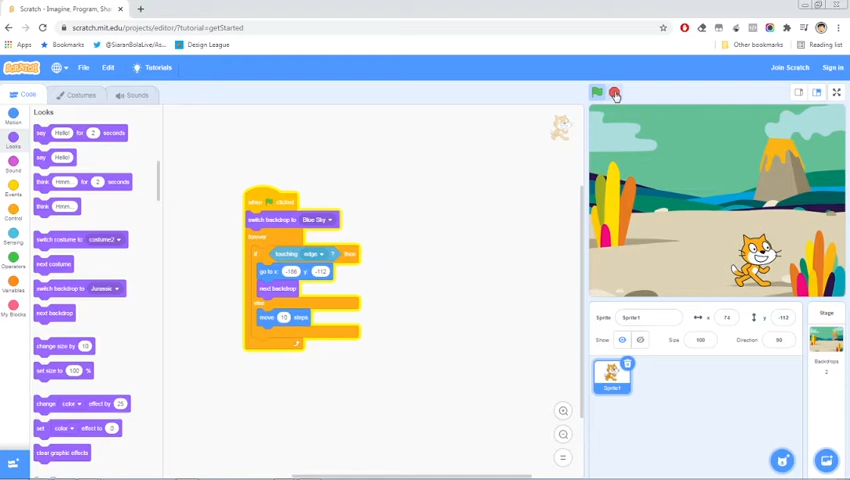 Scratch - Imagine, Program, Sha
scratch.mit.edu/projects/editor/?tutorial=getStarted
Apps Bookmarks @SiaranBolaLive/As... Design League Other bookmarks Reading list
SCRATCH File Edit Tutorials Join Scratch Sign in
Code Costumes Sounds
Motion
Looks
Sound
Events
Control
Sensing
Operators
Variables
My Blocks
Looks
say Hello! for 2 seconds
say Hello!
think Hmm... for 2 seconds
think Hmm...
switch costume to costume2
next costume
switch backdrop to Jurassic
next backdrop
change size by 10
set size to 100 %
change color effect by 25
set color effect to 0
clear graphic effects
when clicked
switch backdrop to Blue Sky
forever
if touching edge ? then
go to x: -186 y: -112
next backdrop
else
move 10 steps
Sprite Sprite1 x 74 y -112
Show Size 100 Direction 90
Sprite1
Stage
Backdrops
2